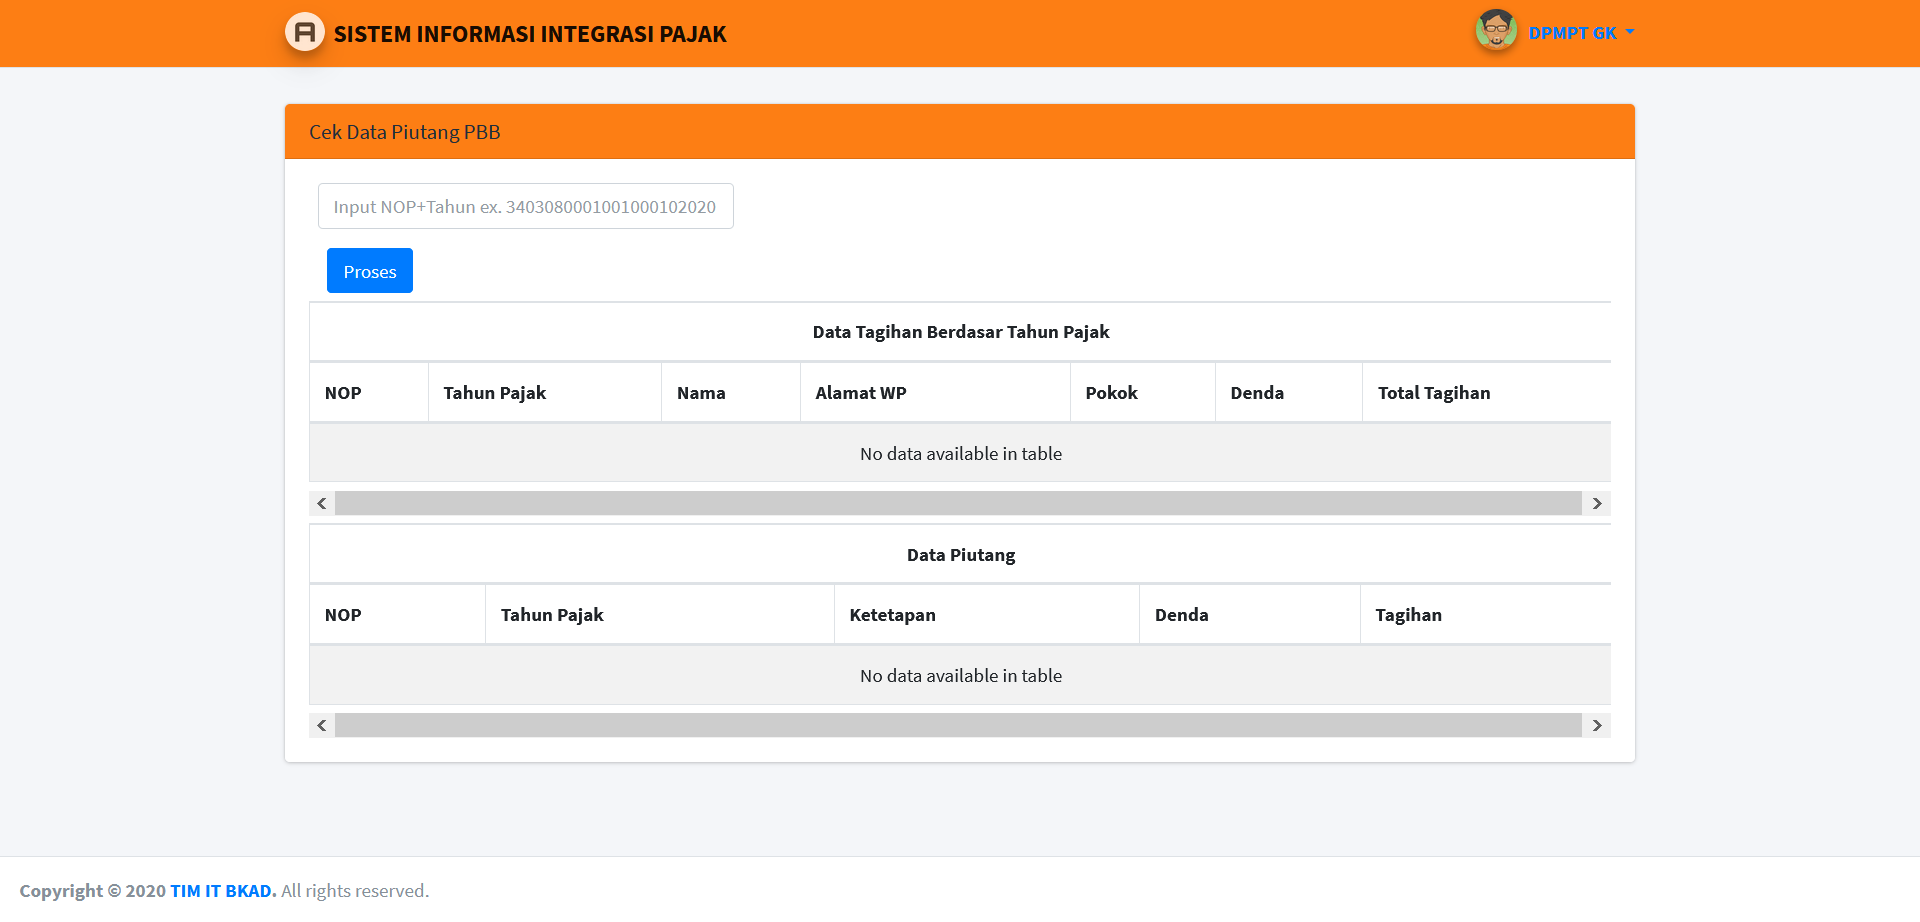 SISTEM INFORMASI INTEGRASI PAJAK
DPMPT GK
Cek Data Piutang PBB
Input NOP+Tahun ex. 3403080001001000102020
Proses
Data Tagihan Berdasar Tahun Pajak
NOP Tahun Pajak Nama Alamat WP Pokok Denda Total Tagihan
No data available in table
Data Piutang
NOP Tahun Pajak Ketetapan Denda Tagihan
No data available in table
Copyright © 2020 TIM IT BKAD. All rights reserved.